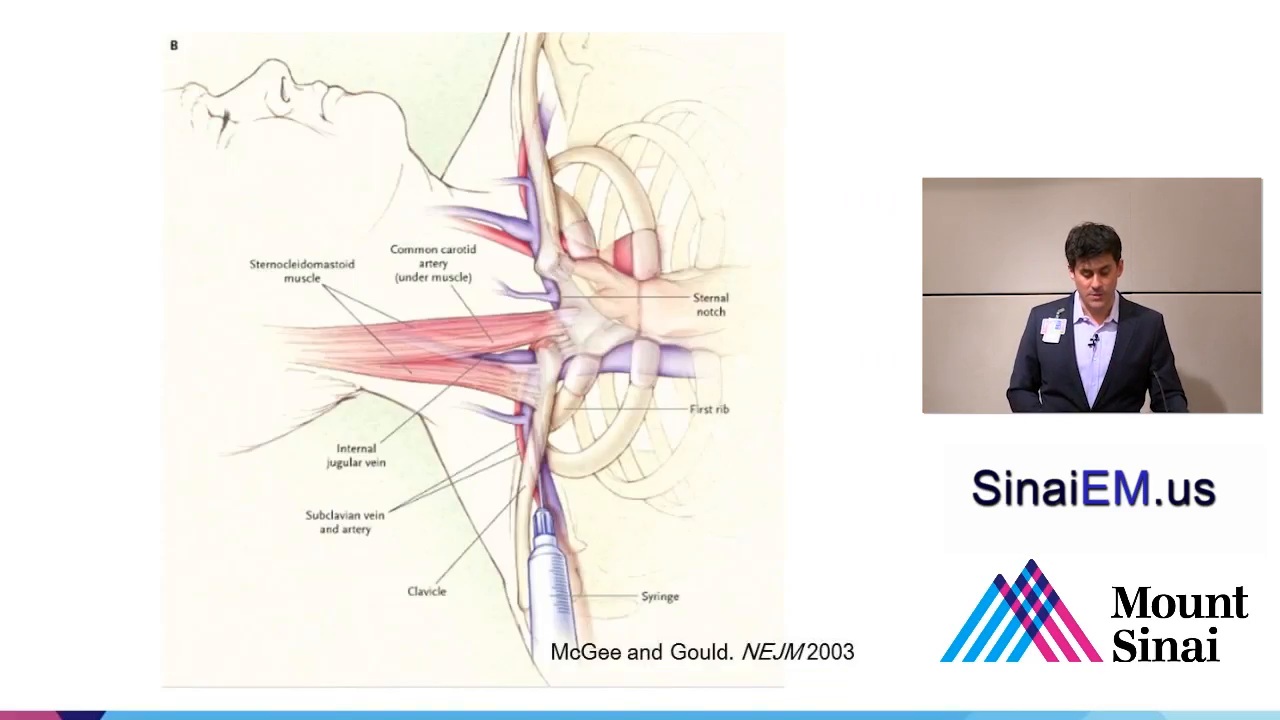 B
Common carotid
artery
(under muscle)
Sternocleidomastoid
muscle
Sternal
notch
First rib
Internal
jugular vein
Subclavian vein
and artery
Clavicle
Syringe
McGee and Gould. NEJM 2003
SinaiEM.us
Mount
Sinai